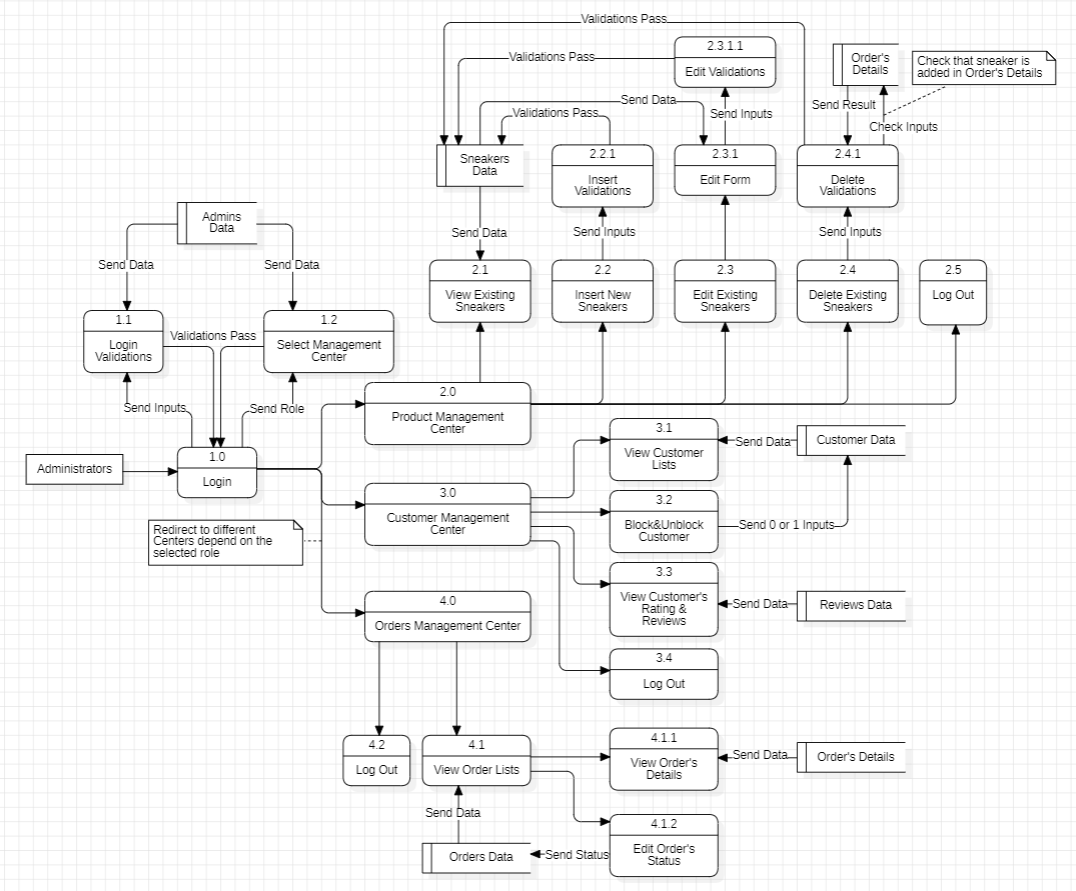 Validations Pass
2.3.1.1
Edit Validations
Validations Pass
Order's
Details
Check that sneaker is
added in Order's Details
Send Data
Validations Pass
Send Inputs
Send Result
Check Inputs
Sneakers
Data
2.2.1
Insert
Validations
2.3.1
Edit Form
2.4.1
Delete
Validations
Admins
Data
Send Data
Send Inputs
Send Inputs
Send Data
Send Data
2.1
View Existing
Sneakers
2.2
Insert New
Sneakers
2.3
Edit Existing
Sneakers
2.4
Delete Existing
Sneakers
2.5
Log Out
1.1
Login
Validations
Validations Pass
1.2
Select Management
Center
Send Inputs
Send Role
2.0
Product Management
Center
Administrators
1.0
Login
3.1
View Customer
Lists
Send Data
Customer Data
3.0
Customer Management
Center
3.2
Block&Unblock
Customer
Send 0 or 1 Inputs
Redirect to different
Centers depend on the
selected role
3.3
View Customer's
Rating &
Reviews
Send Data
Reviews Data
4.0
Orders Management Center
3.4
Log Out
4.2
Log Out
4.1
View Order Lists
4.1.1
View Order's
Details
Send Data
Order's Details
Send Data
4.1.2
Edit Order's
Status
Orders Data
Send Status